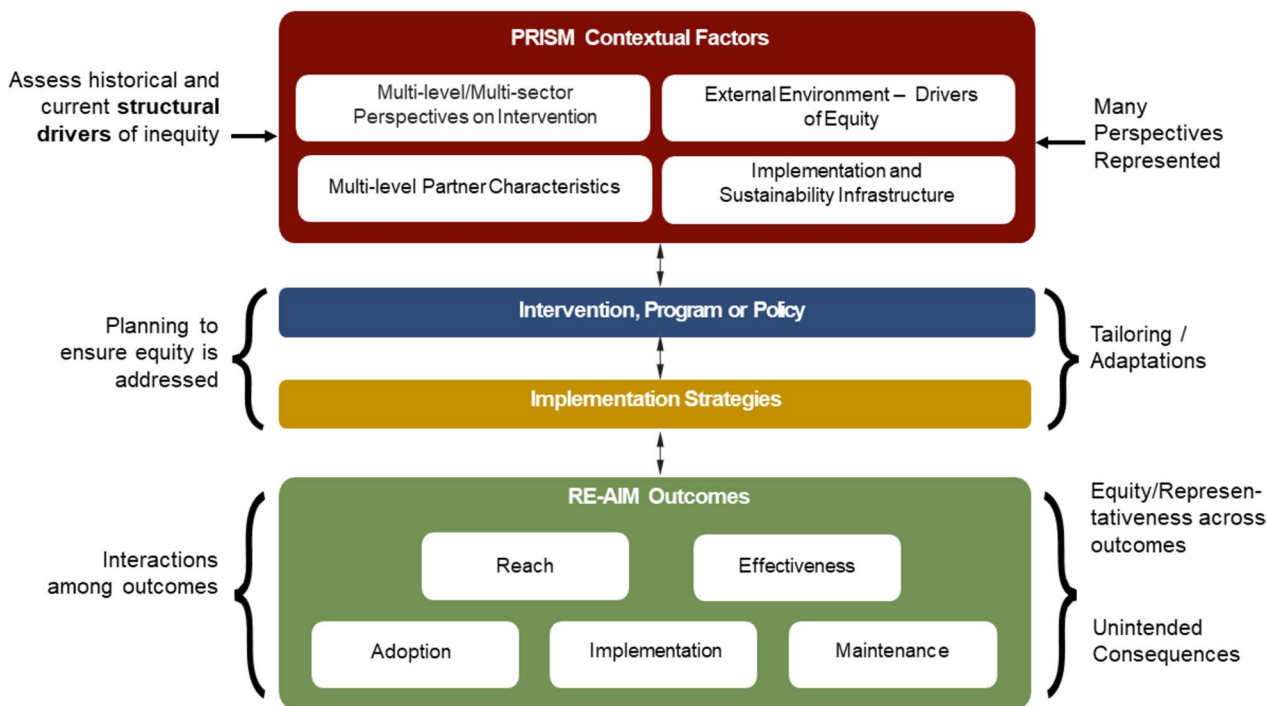 PRISM Contextual Factors
Assess historical and
current structural
drivers of inequity
Multi-level/Multi-sector
Perspectives on Intervention
External Environment – Drivers
of Equity
Multi-level Partner Characteristics
Implementation and
Sustainability Infrastructure
Many
Perspectives
Represented
Planning to
ensure equity is
addressed
Intervention, Program or Policy
Implementation Strategies
Tailoring /
Adaptations
RE-AIM Outcomes
Interactions
among outcomes
Reach
Effectiveness
Adoption
Implementation
Maintenance
Equity/Represen-
tativeness across
outcomes
Unintended
Consequences